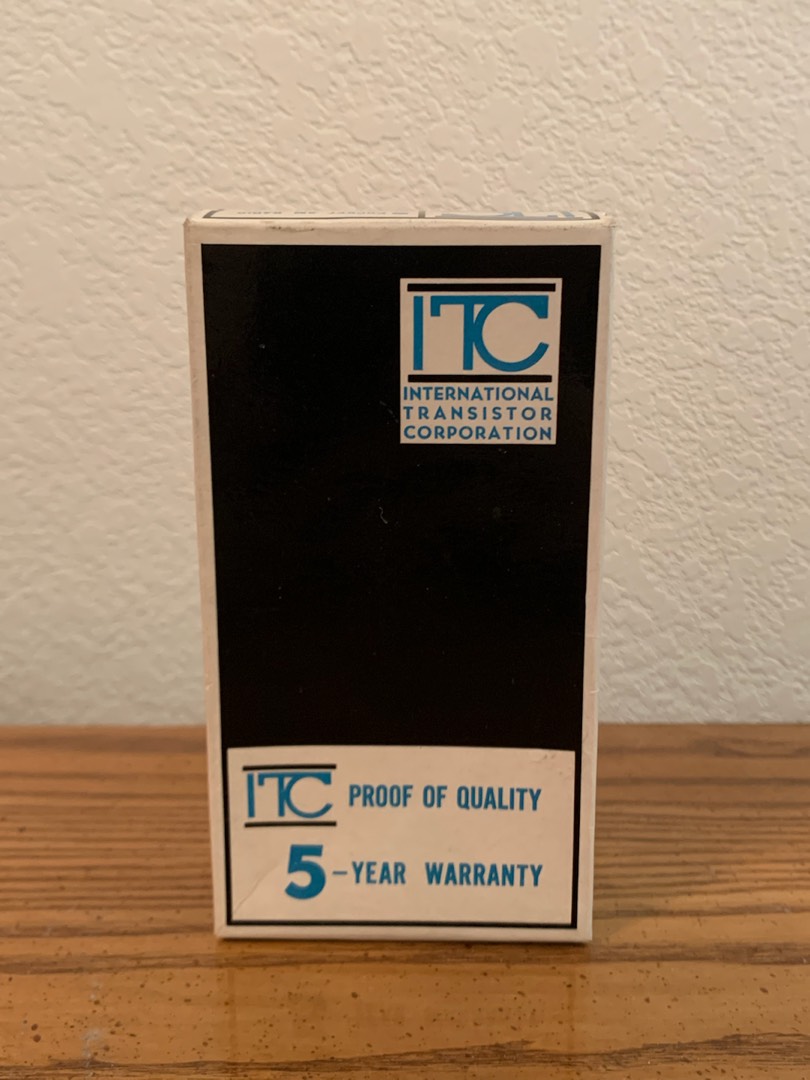 ITC
INTERNATIONAL
TRANSISTOR
CORPORATION
ITC PROOF OF QUALITY
5-YEAR WARRANTY